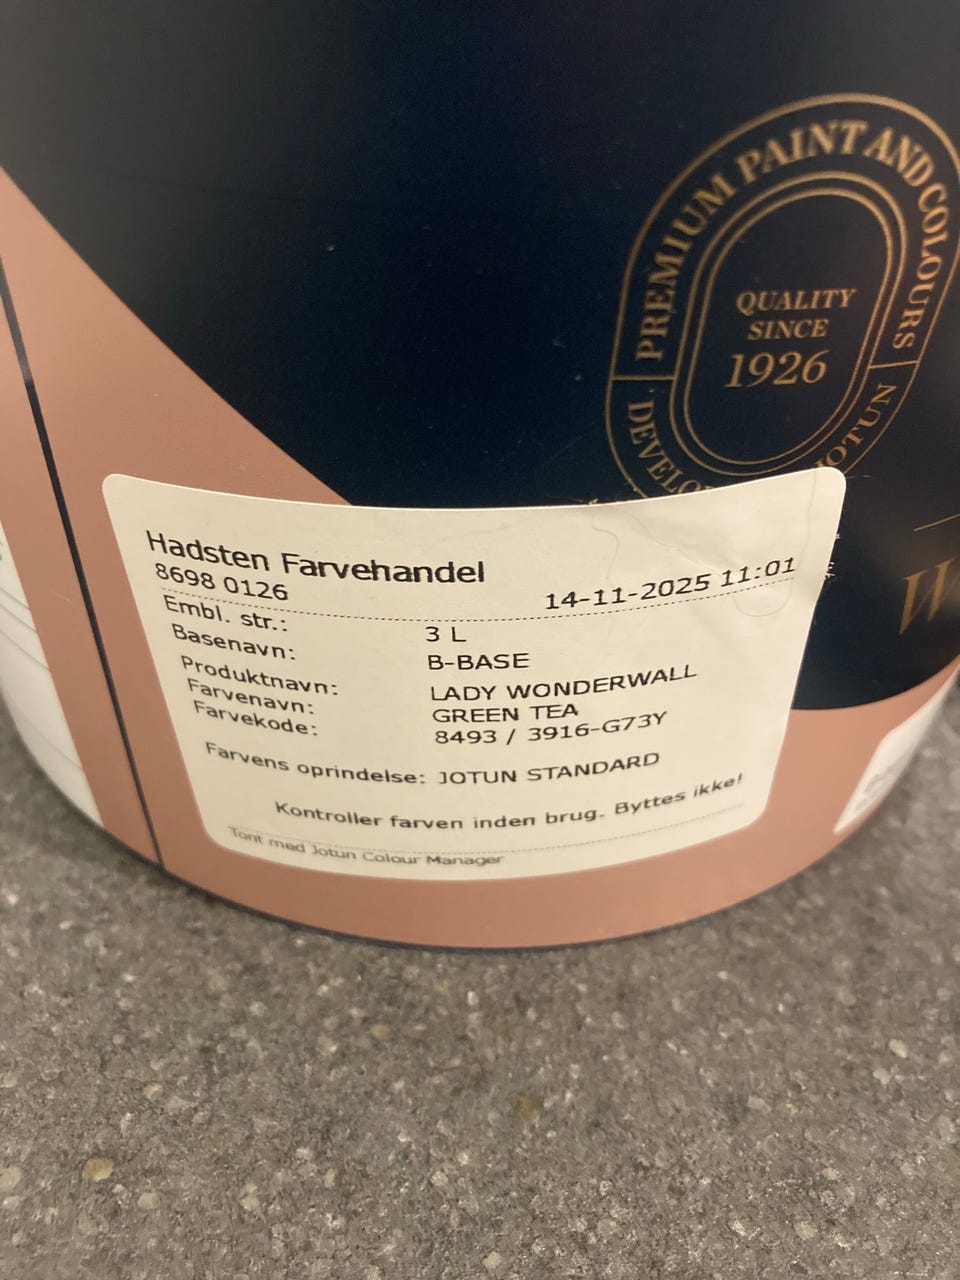 PREMIUM PAINT AND COLOURS
JOTUN
QUALITY
SINCE
1926
Hadsten Farvehandel
8698 0126 14-11-2025 11:01
Embl. str.: 3 L
Basenavn: B-BASE
Produktnavn: LADY WONDERWALL
Farvenavn: GREEN TEA
Farvekode: 8493 / 3916-G73Y
Farvens oprindelse: JOTUN STANDARD
Kontroller farven inden brug. Byttes ikke!
Tont med Jotun Colour Manager